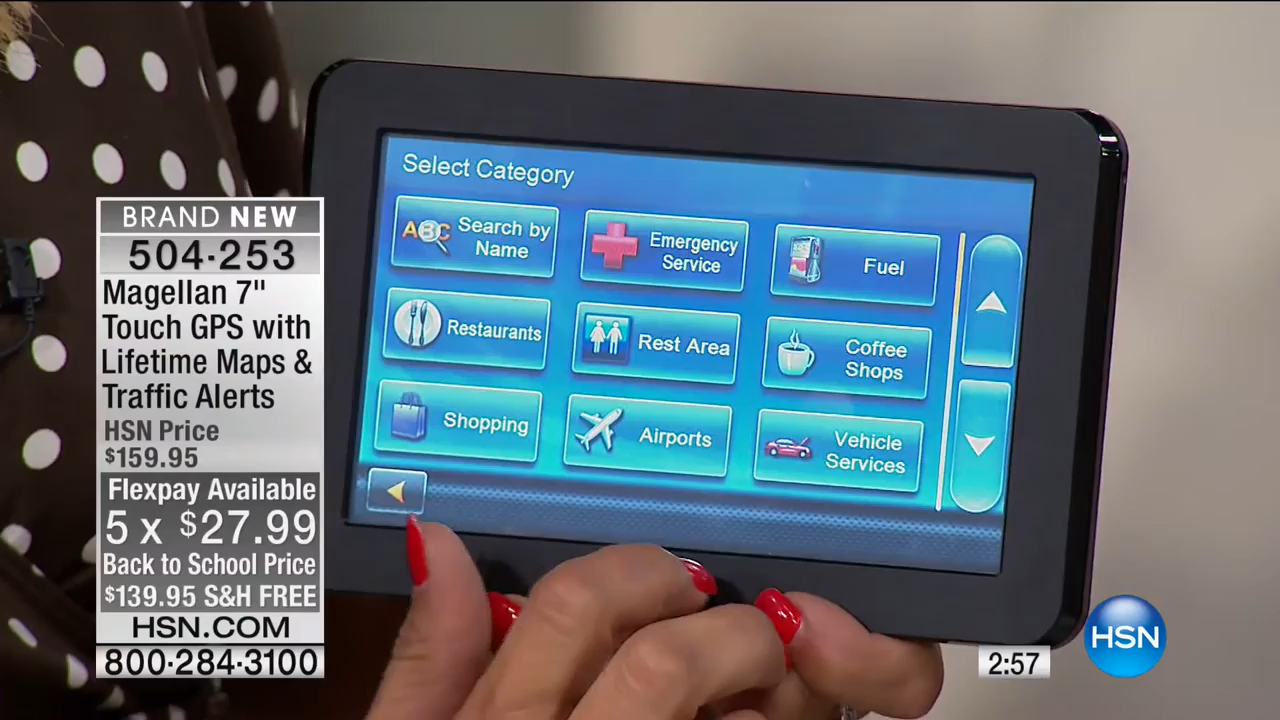 BRAND NEW
504·253
Magellan 7"
Touch GPS with
Lifetime Maps &
Traffic Alerts
HSN Price
$159.95
Flexpay Available
5 x $27.99
Back to School Price
$139.95 S&H FREE
HSN.COM
800·284·3100
Select Category
ABC
Search by
Name
Emergency
Service
Fuel
Restaurants
Rest Area
Coffee
Shops
Shopping
Airports
Vehicle
Services
2:57
HSN